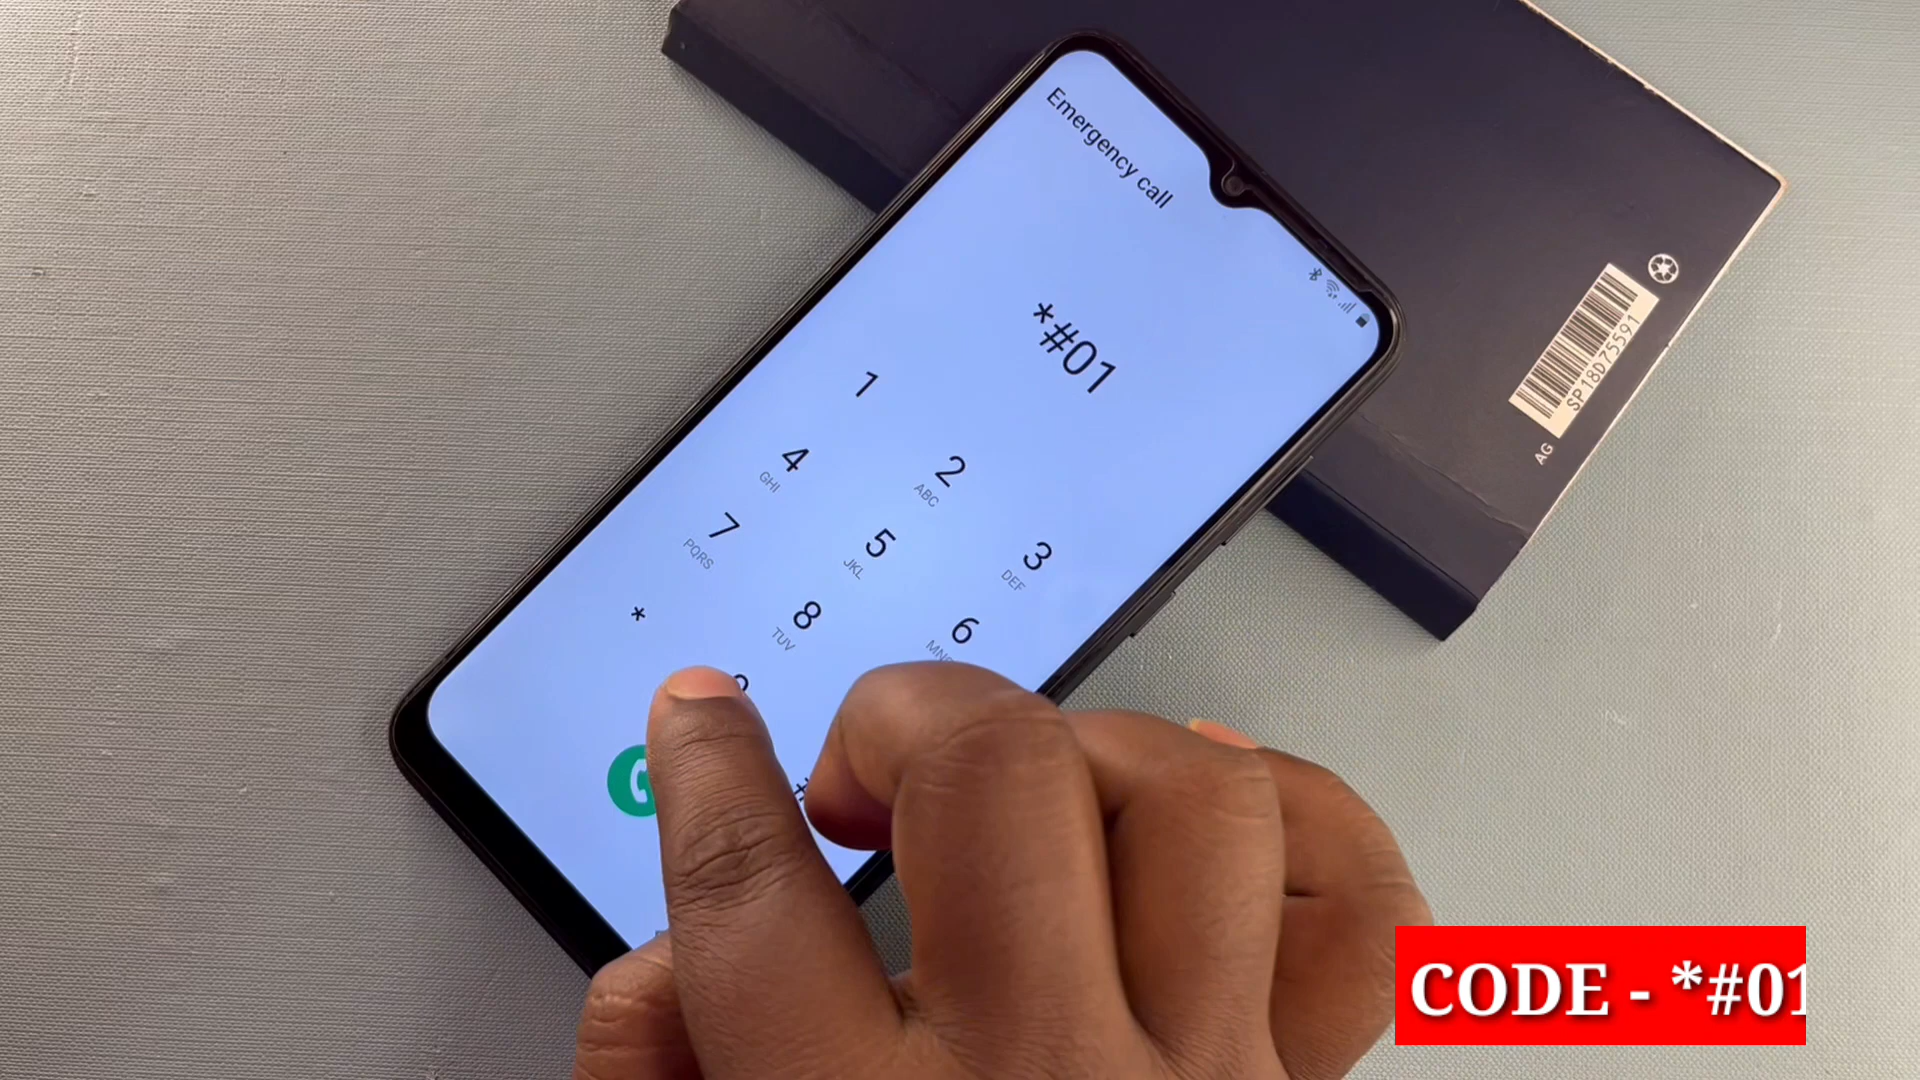 Emergency call
*#01
1
2
ABC
3
DEF
4
GHI
5
JKL
6
7
PQRS
8
TUV
*
SP18D75591
AG
CODE - *#01